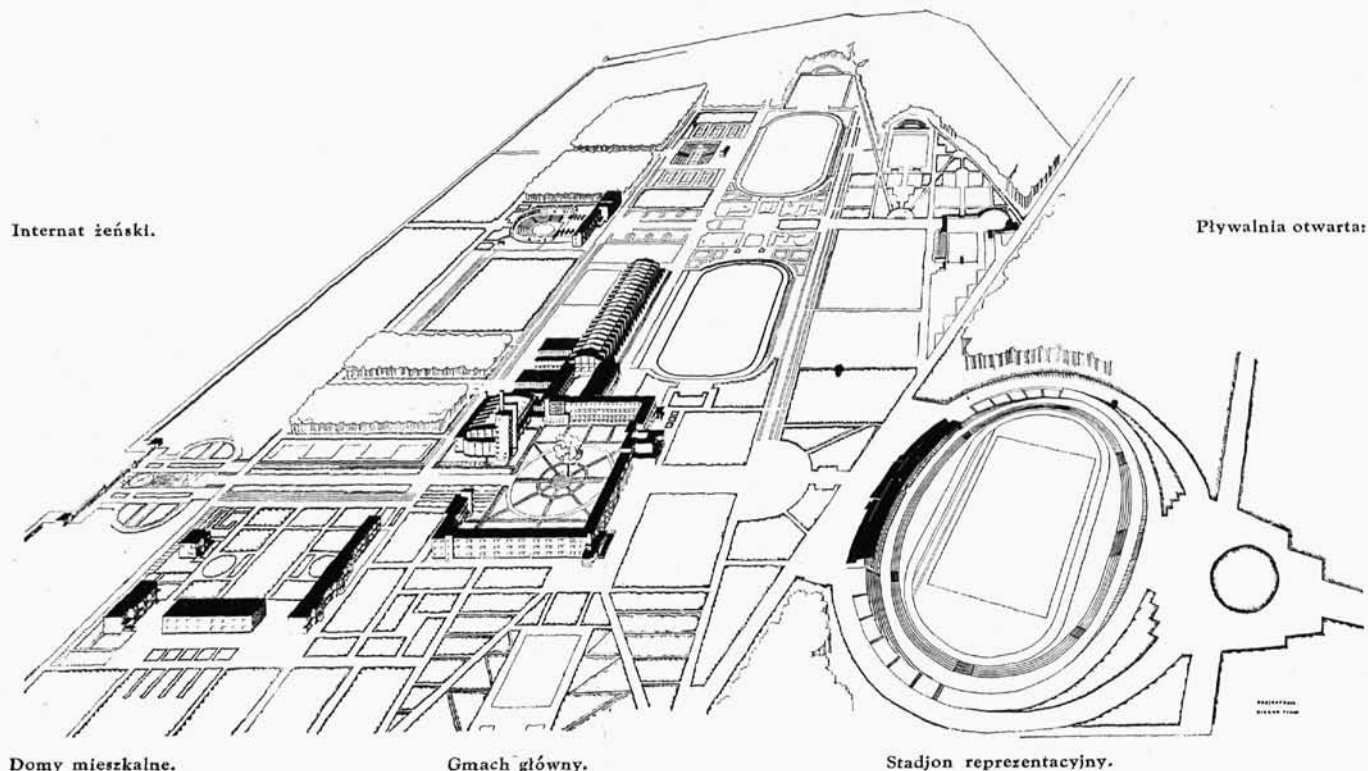 Internat żeński.
Pływalnia otwarta:
Domy mieszkalne.
Gmach główny.
Stadjon reprezentacyjny.